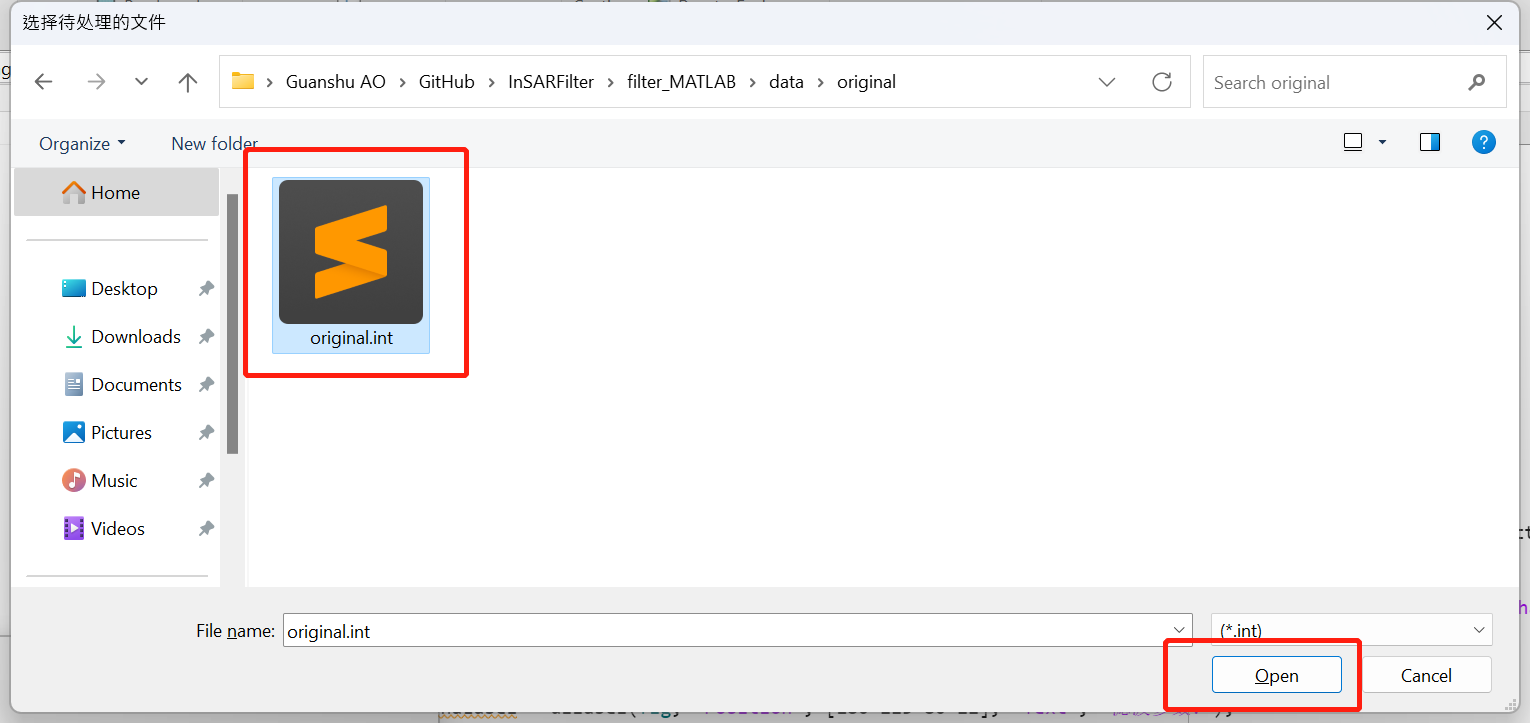 选择待处理的文件
Guanshu AO > GitHub > InSARFilter > filter_MATLAB > data > original
Search original
Organize
New folder
?
Home
Desktop
Downloads
Documents
Pictures
Music
Videos
original.int
File name:
original.int
(*.int)
Open
Cancel